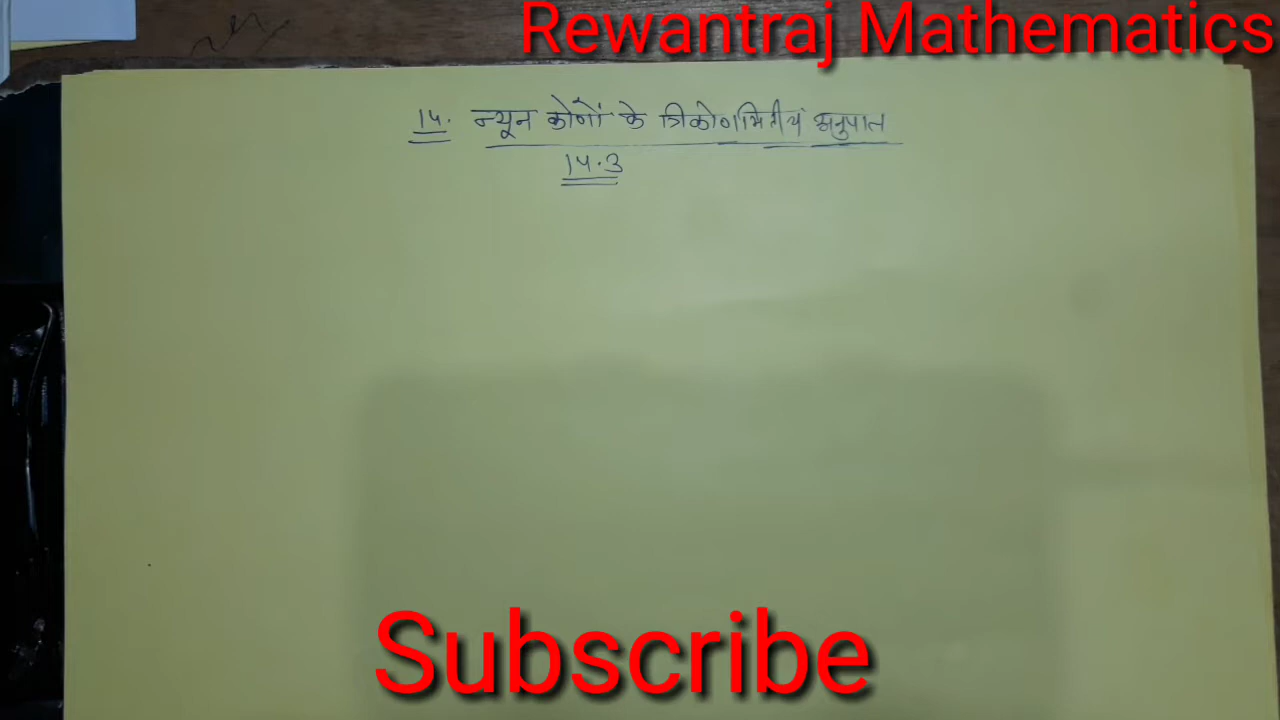 Rewantraj Mathematics
14. न्यून कोणों के त्रिकोणमितीय अनुपात
14.3
Subscribe